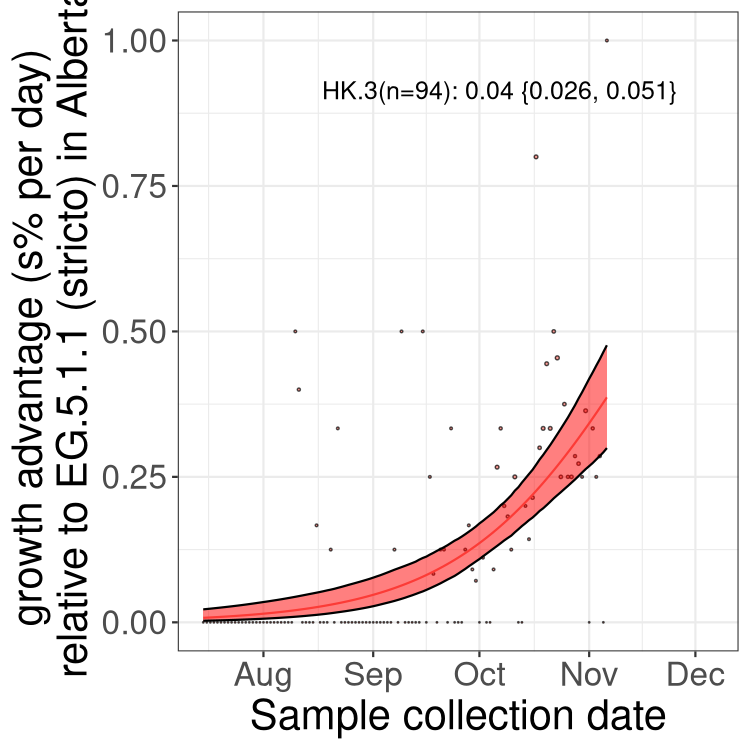 growth advantage (s% per day)
relative to EG.5.1.1 (stricto) in Alberta
1.00
0.75
0.50
0.25
0.00
HK.3(n=94): 0.04 {0.026, 0.051}
Aug Sep Oct Nov Dec
Sample collection date